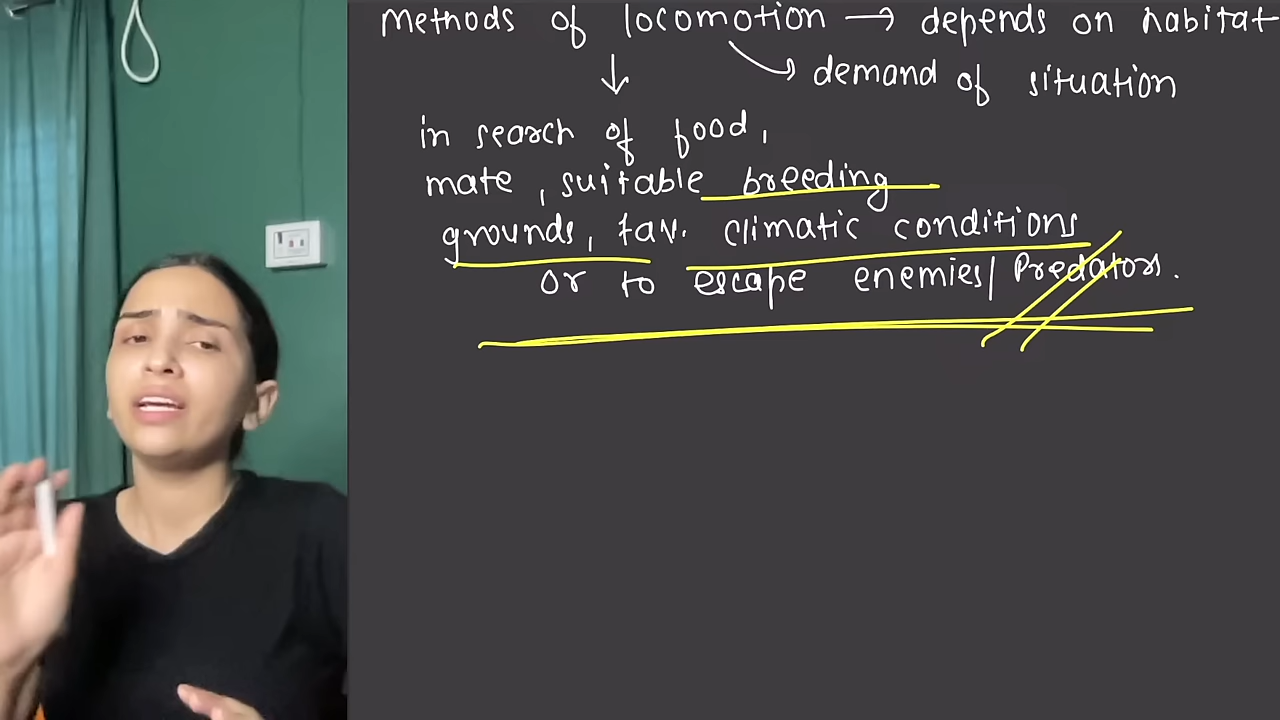 Methods of locomotion → depends on habitat
↓ ↘ demand of situation
in search of food,
mate, suitable breeding
grounds, fav. climatic conditions
or to escape enemies/ Predators.